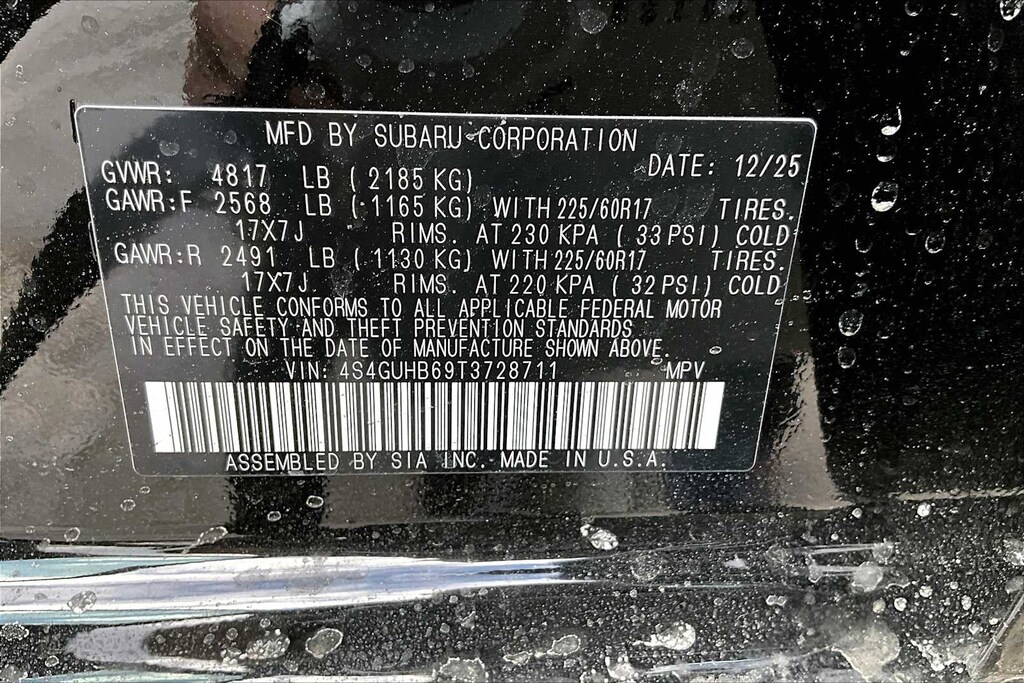 MFD BY SUBARU CORPORATION
DATE: 12/25
GVWR: 4817 LB ( 2185 KG)
GAWR:F 2568 LB ( 1165 KG) WITH 225/60R17 TIRES.
17X7J RIMS. AT 230 KPA ( 33 PSI) COLD
GAWR:R 2491 LB ( 1130 KG) WITH 225/60R17 TIRES.
17X7J RIMS. AT 220 KPA ( 32 PSI) COLD
THIS VEHICLE CONFORMS TO ALL APPLICABLE FEDERAL MOTOR
VEHICLE SAFETY AND THEFT PREVENTION STANDARDS
IN EFFECT ON THE DATE OF MANUFACTURE SHOWN ABOVE.
VIN: 4S4GUHB69T3728711 MPV
ASSEMBLED BY SIA INC. MADE IN U.S.A.